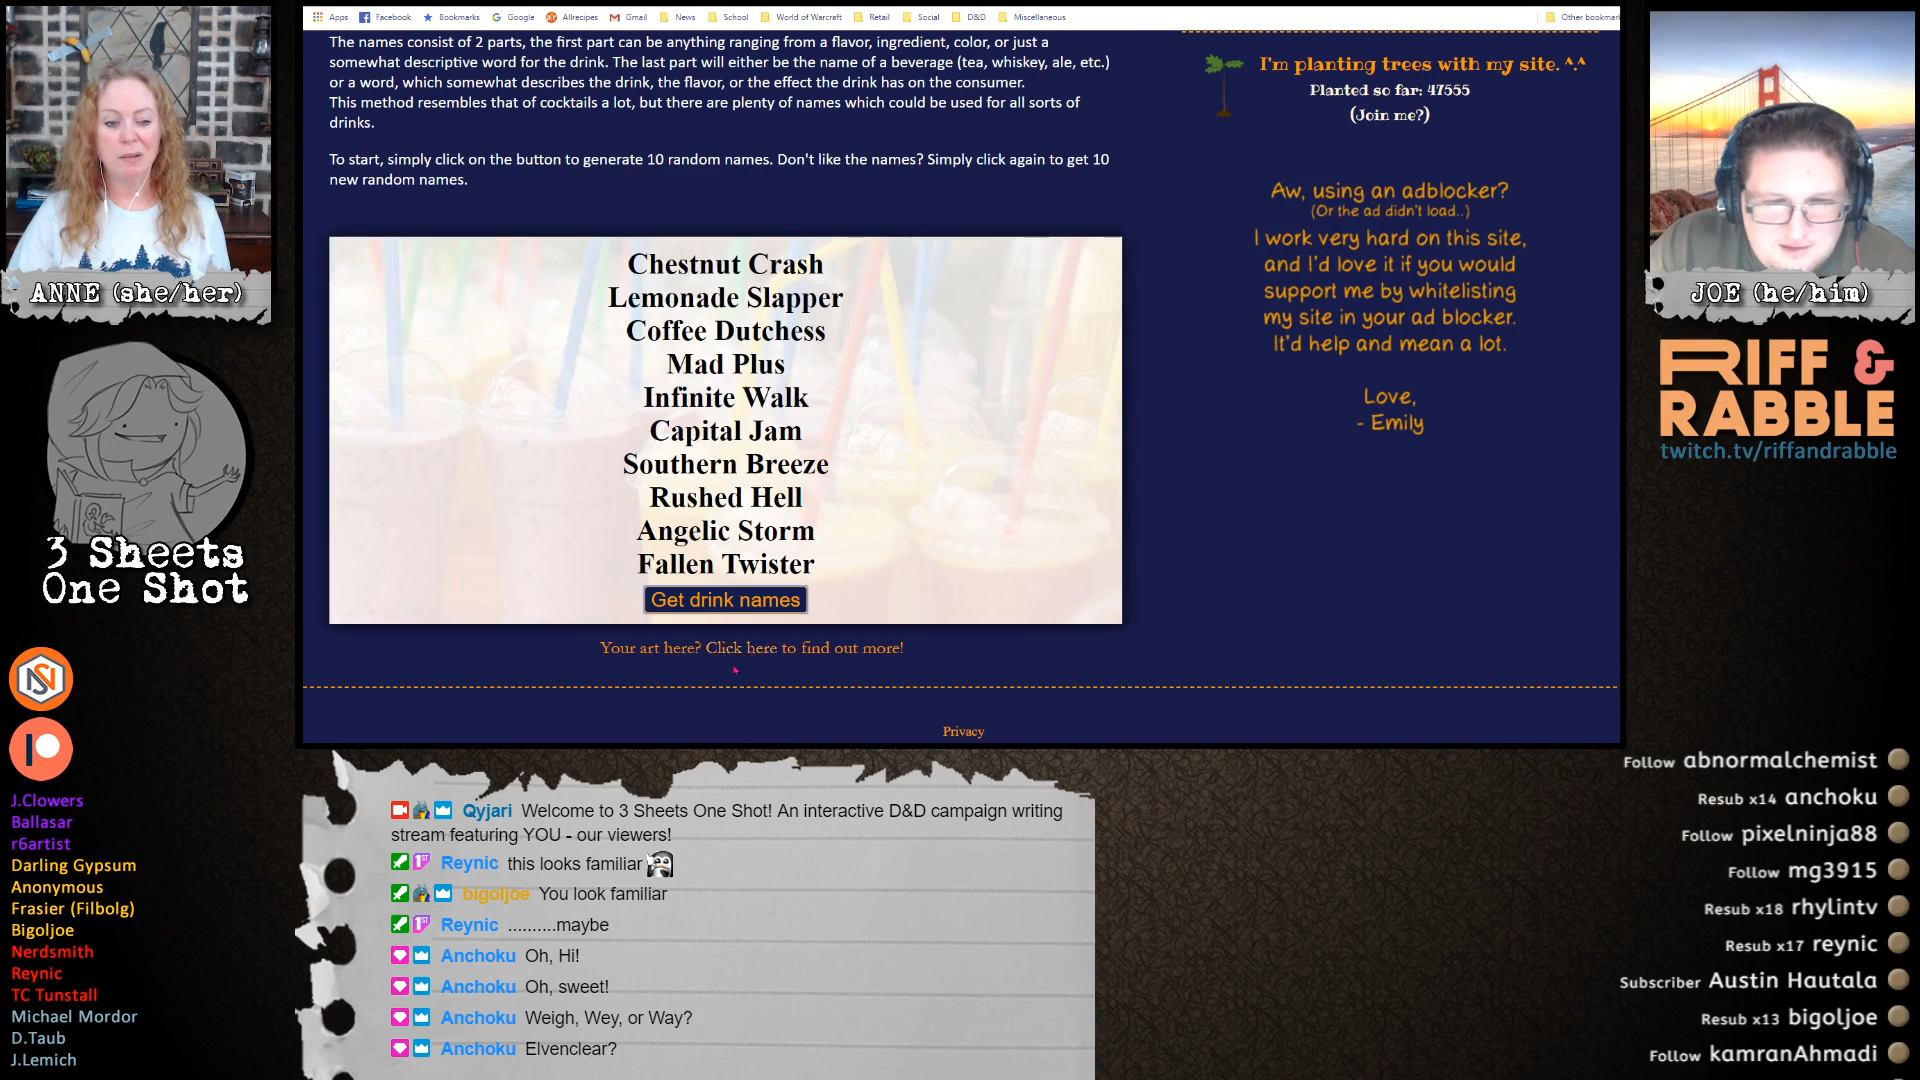 Apps Facebook Bookmarks Google Allrecipes Gmail News School World of Warcraft Retail Social D&D Miscellaneous
The names consist of 2 parts, the first part can be anything ranging from a flavor, ingredient, color, or just a
somewhat descriptive word for the drink. The last part will either be the name of a beverage (tea, whiskey, ale, etc.)
or a word, which somewhat describes the drink, the flavor, or the effect the drink has on the consumer.
This method resembles that of cocktails a lot, but there are plenty of names which could be used for all sorts of
drinks.
To start, simply click on the button to generate 10 random names. Don't like the names? Simply click again to get 10
new random names.
Chestnut Crash
Lemonade Slapper
Coffee Dutchess
Mad Plus
Infinite Walk
Capital Jam
Southern Breeze
Rushed Hell
Angelic Storm
Fallen Twister
Get drink names
Your art here? Click here to find out more!
Privacy
I'm planting trees with my site. ^.^
Planted so far: 47555
(Join me?)
Aw, using an adblocker?
(Or the ad didn't load..)
I work very hard on this site,
and I'd love it if you would
support me by whitelisting
my site in your ad blocker.
It'd help and mean a lot.
Love,
- Emily
ANNE (she/her)
JOE (he/him)
3 Sheets
One Shot
RIFF &
RABBLE
twitch.tv/riffandrabble
J.Clowers
Ballasar
r6artist
Darling Gypsum
Anonymous
Frasier (Filbolg)
Bigoljoe
Nerdsmith
Reynic
TC Tunstall
Michael Mordor
D.Taub
J.Lemich
Qyjari Welcome to 3 Sheets One Shot! An interactive D&D campaign writing
stream featuring YOU - our viewers!
1ST Reynic this looks familiar
bigoljoe You look familiar
1ST Reynic ..........maybe
Anchoku Oh, Hi!
Anchoku Oh, sweet!
Anchoku Weigh, Wey, or Way?
Anchoku Elvenclear?
Follow abnormalchemist
Resub x14 anchoku
Follow pixelninja88
Follow mg3915
Resub x18 rhylintv
Resub x17 reynic
Subscriber Austin Hautala
Resub x13 bigoljoe
Follow kamranAhmadi